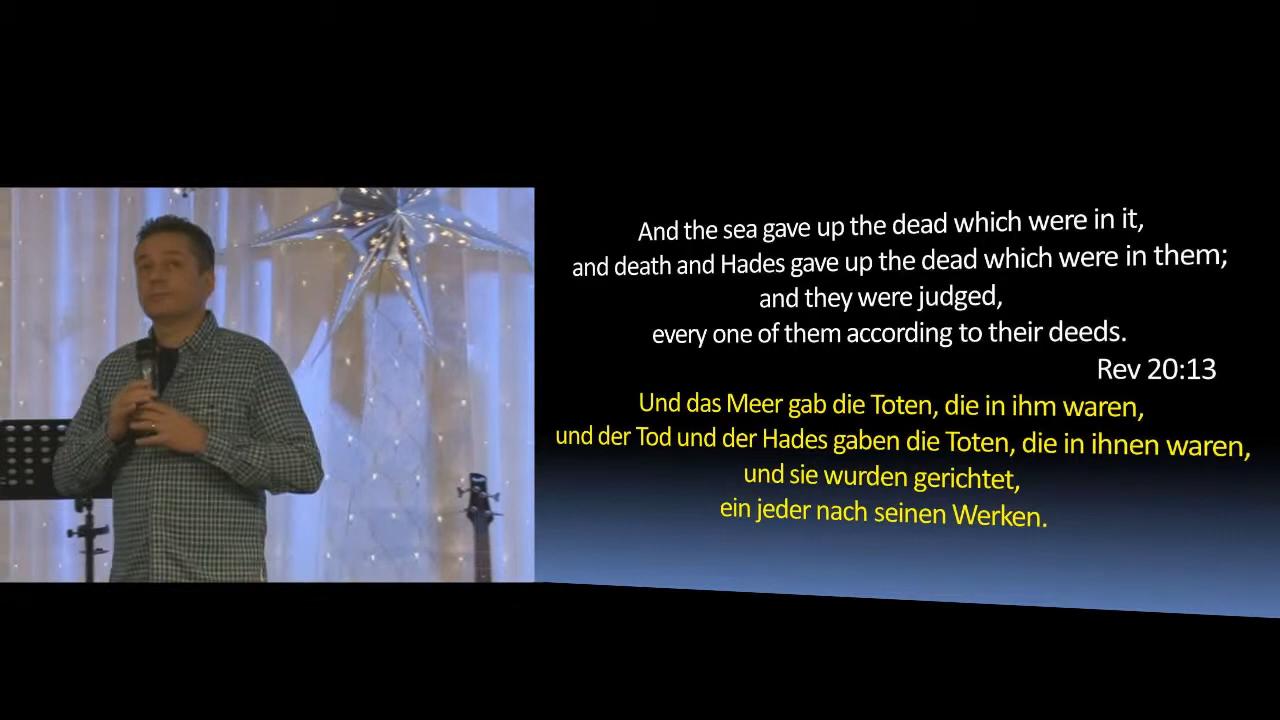 And the sea gave up the dead which were in it,
and death and Hades gave up the dead which were in them;
and they were judged,
every one of them according to their deeds.
Rev 20:13
Und das Meer gab die Toten, die in ihm waren,
und der Tod und der Hades gaben die Toten, die in ihnen waren,
und sie wurden gerichtet,
ein jeder nach seinen Werken.